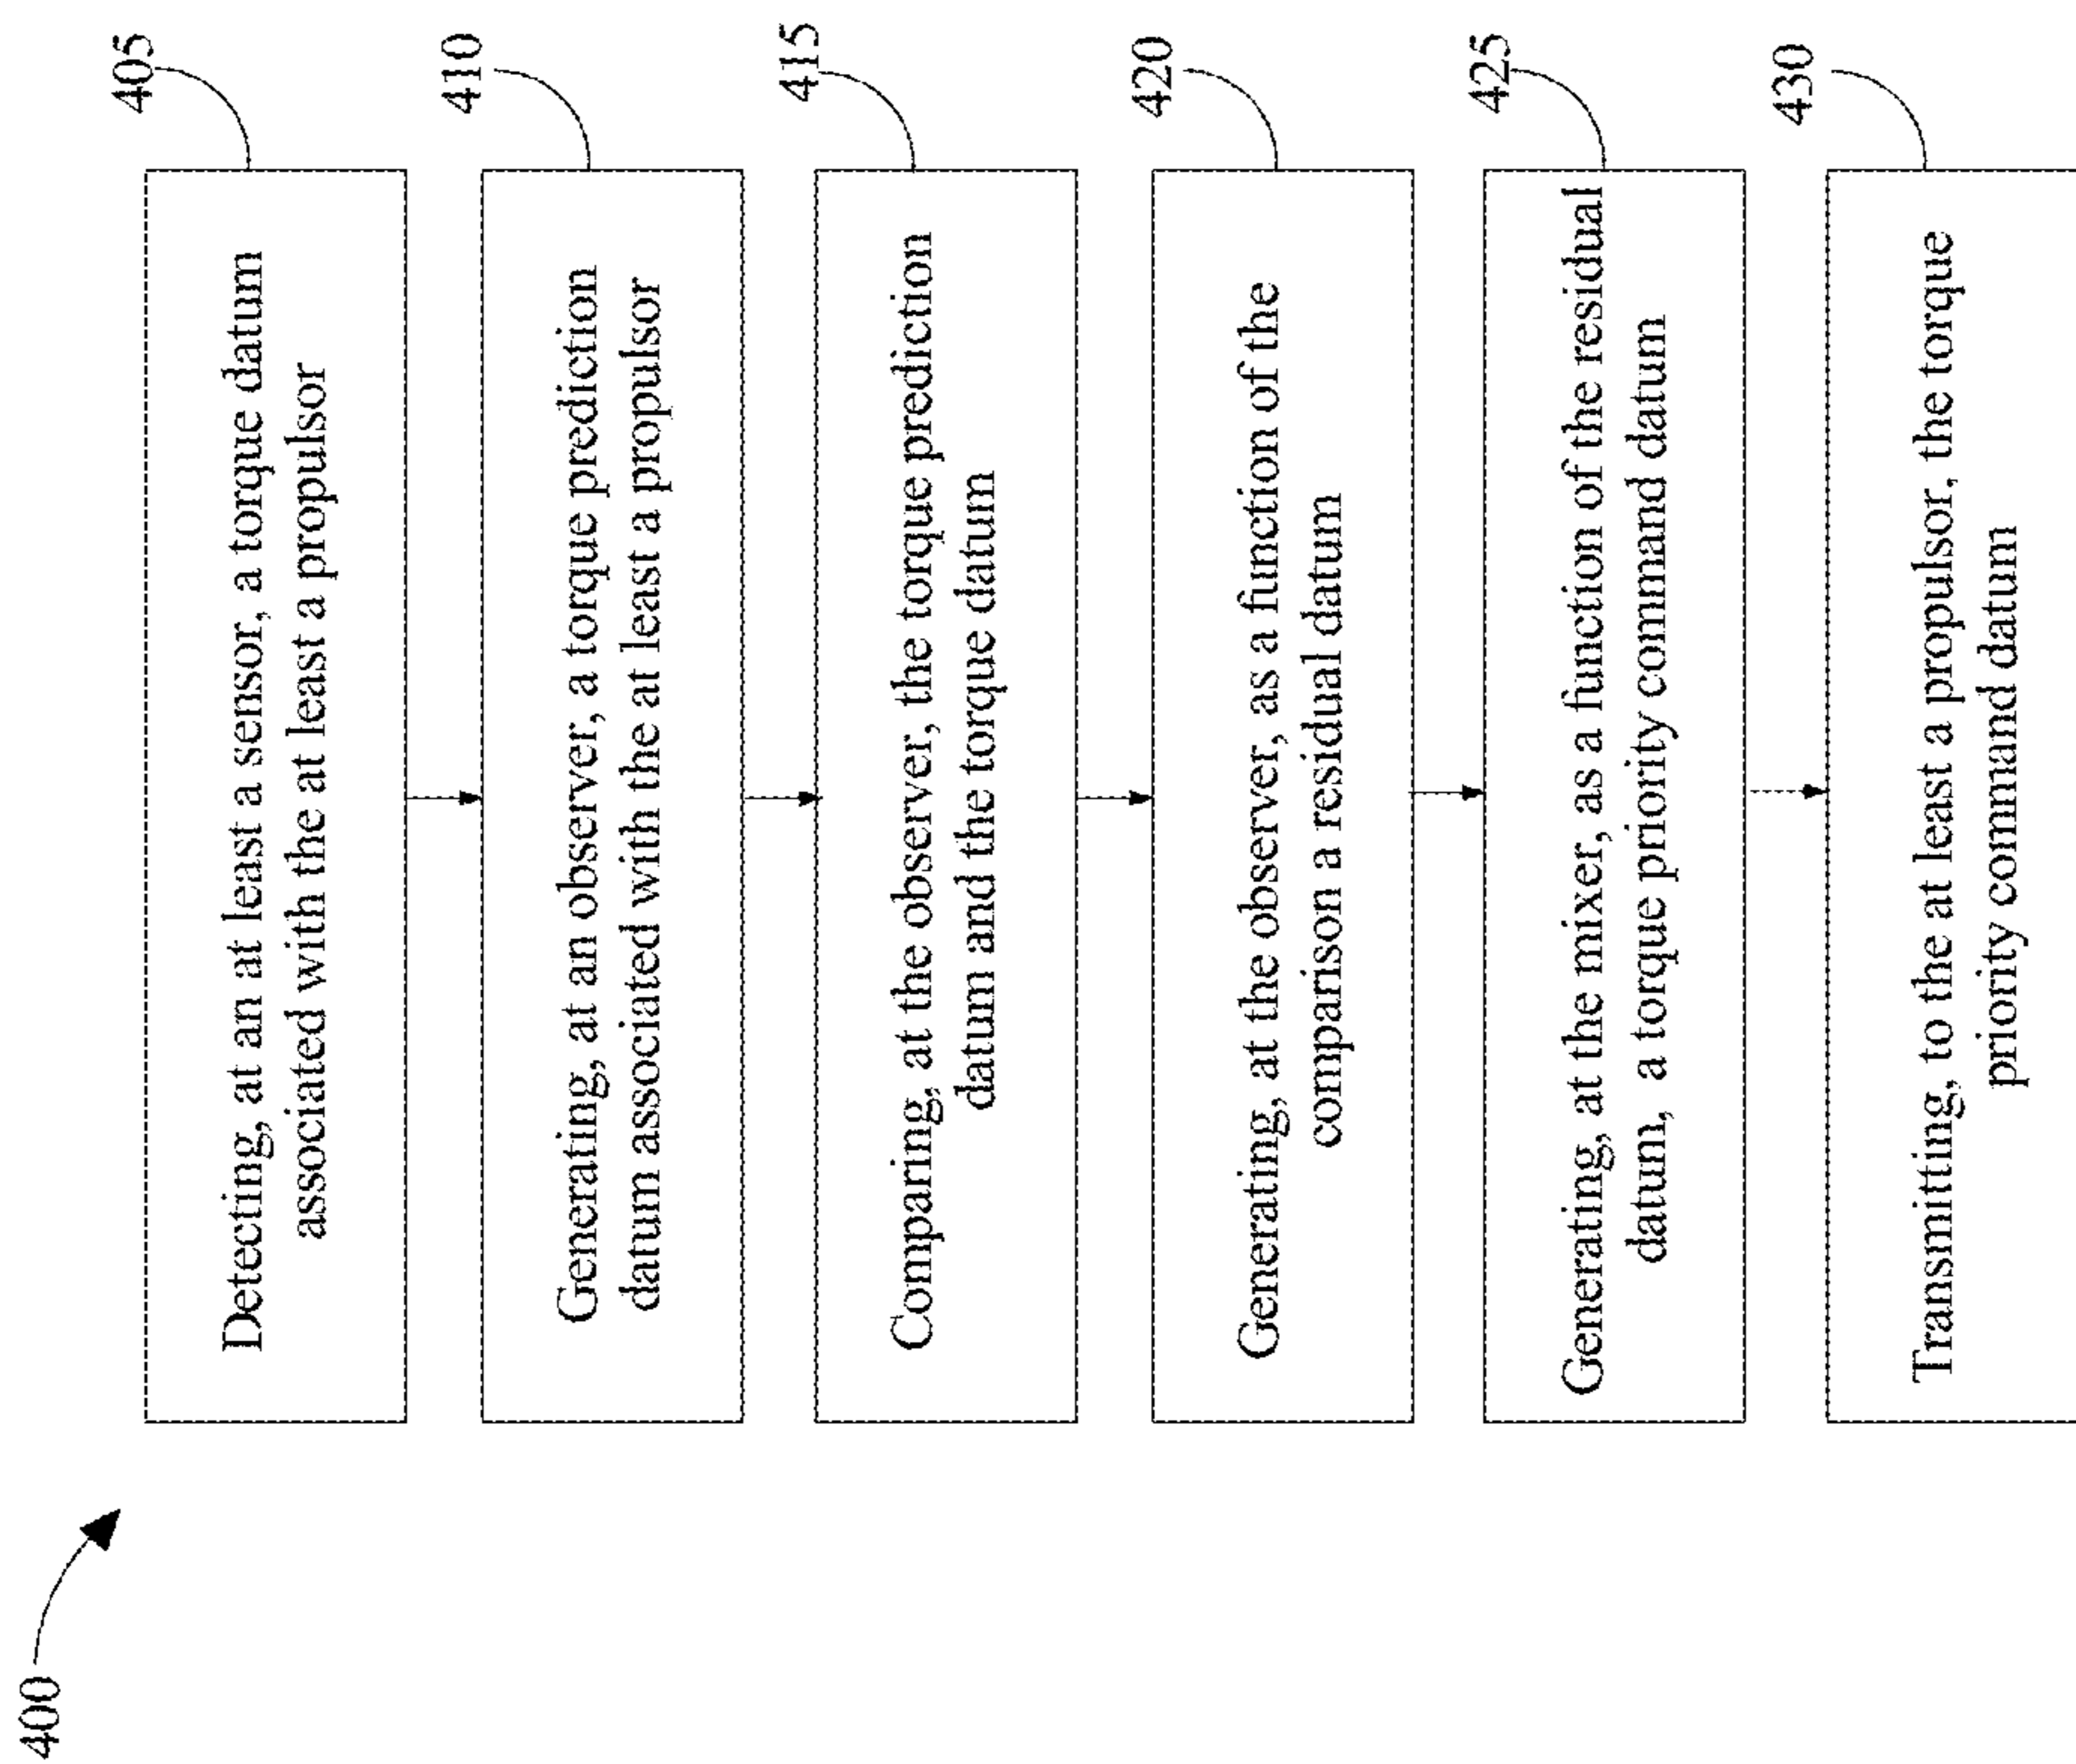 400
405
Detecting, at an at least a sensor, a torque datum
associated with the at least a propulsor
410
Generating, at an observer, a torque prediction
datum associated with the at least a propulsor
415
Comparing, at the observer, the torque prediction
datum and the torque datum
420
Generating, at the observer, as a function of the
comparison a residual datum
425
Generating, at the mixer, as a function of the residual
datum, a torque priority command datum
430
Transmitting, to the at least a propulsor, the torque
priority command datum